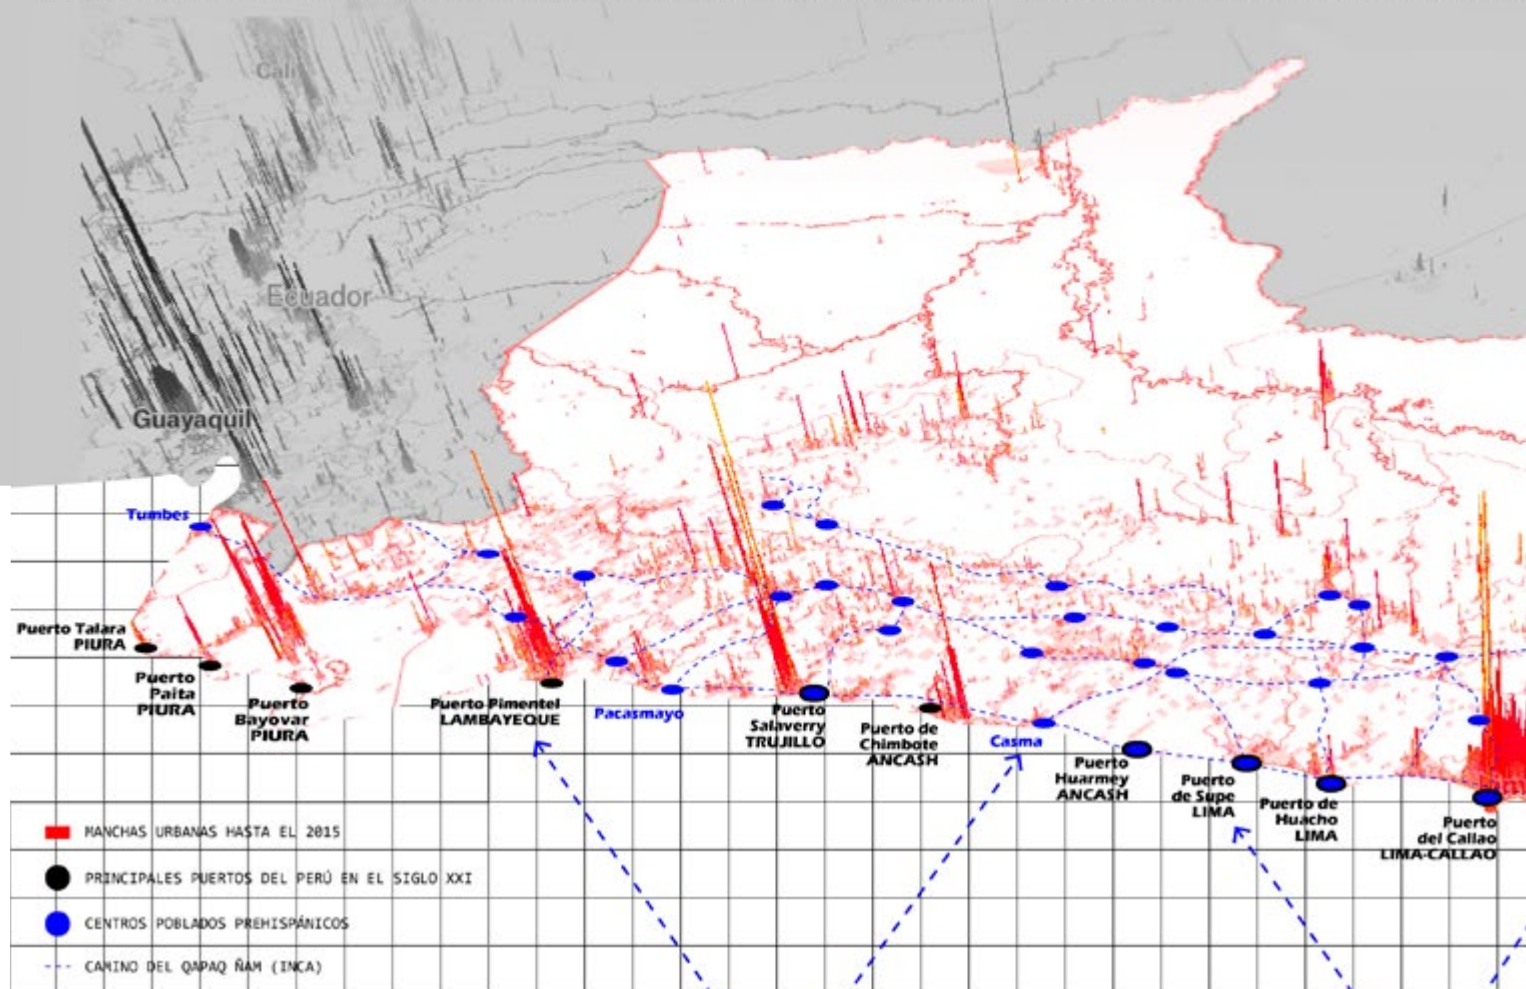 Cali
Ecuador
Guayaquil
Tumbes
Puerto Talara
PIURA
Puerto
Paita
PIURA
Puerto
Bayovar
PIURA
Puerto Pimentel
LAMBAYEQUE
Pacasmayo
Puerto
Salaverry
TRUJILLO
Puerto de
Chimbote
ANCASH
Casma
Puerto
Huarmey
ANCASH
Puerto
de Supe
LIMA
Puerto de
Huacho
LIMA
Puerto
del Callao
LIMA-CALLAO
MANCHAS URBANAS HASTA EL 2015
PRINCIPALES PUERTOS DEL PERÚ EN EL SIGLO XXI
CENTROS POBLADOS PREHISPÁNICOS
CAMINO DEL QAPAQ ÑAM (INCA)